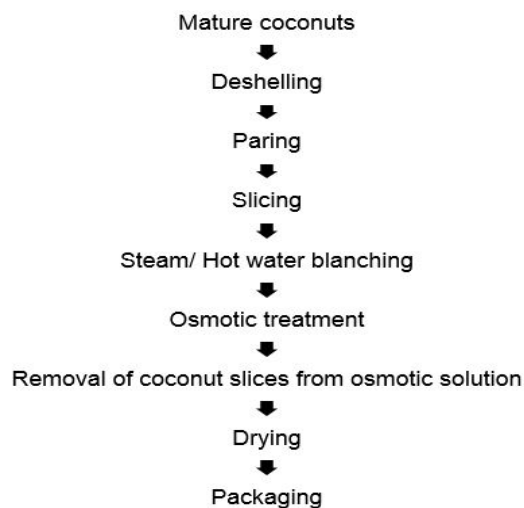 Mature coconuts
Deshelling
Paring
Slicing
Steam/ Hot water blanching
Osmotic treatment
Removal of coconut slices from osmotic solution
Drying
Packaging